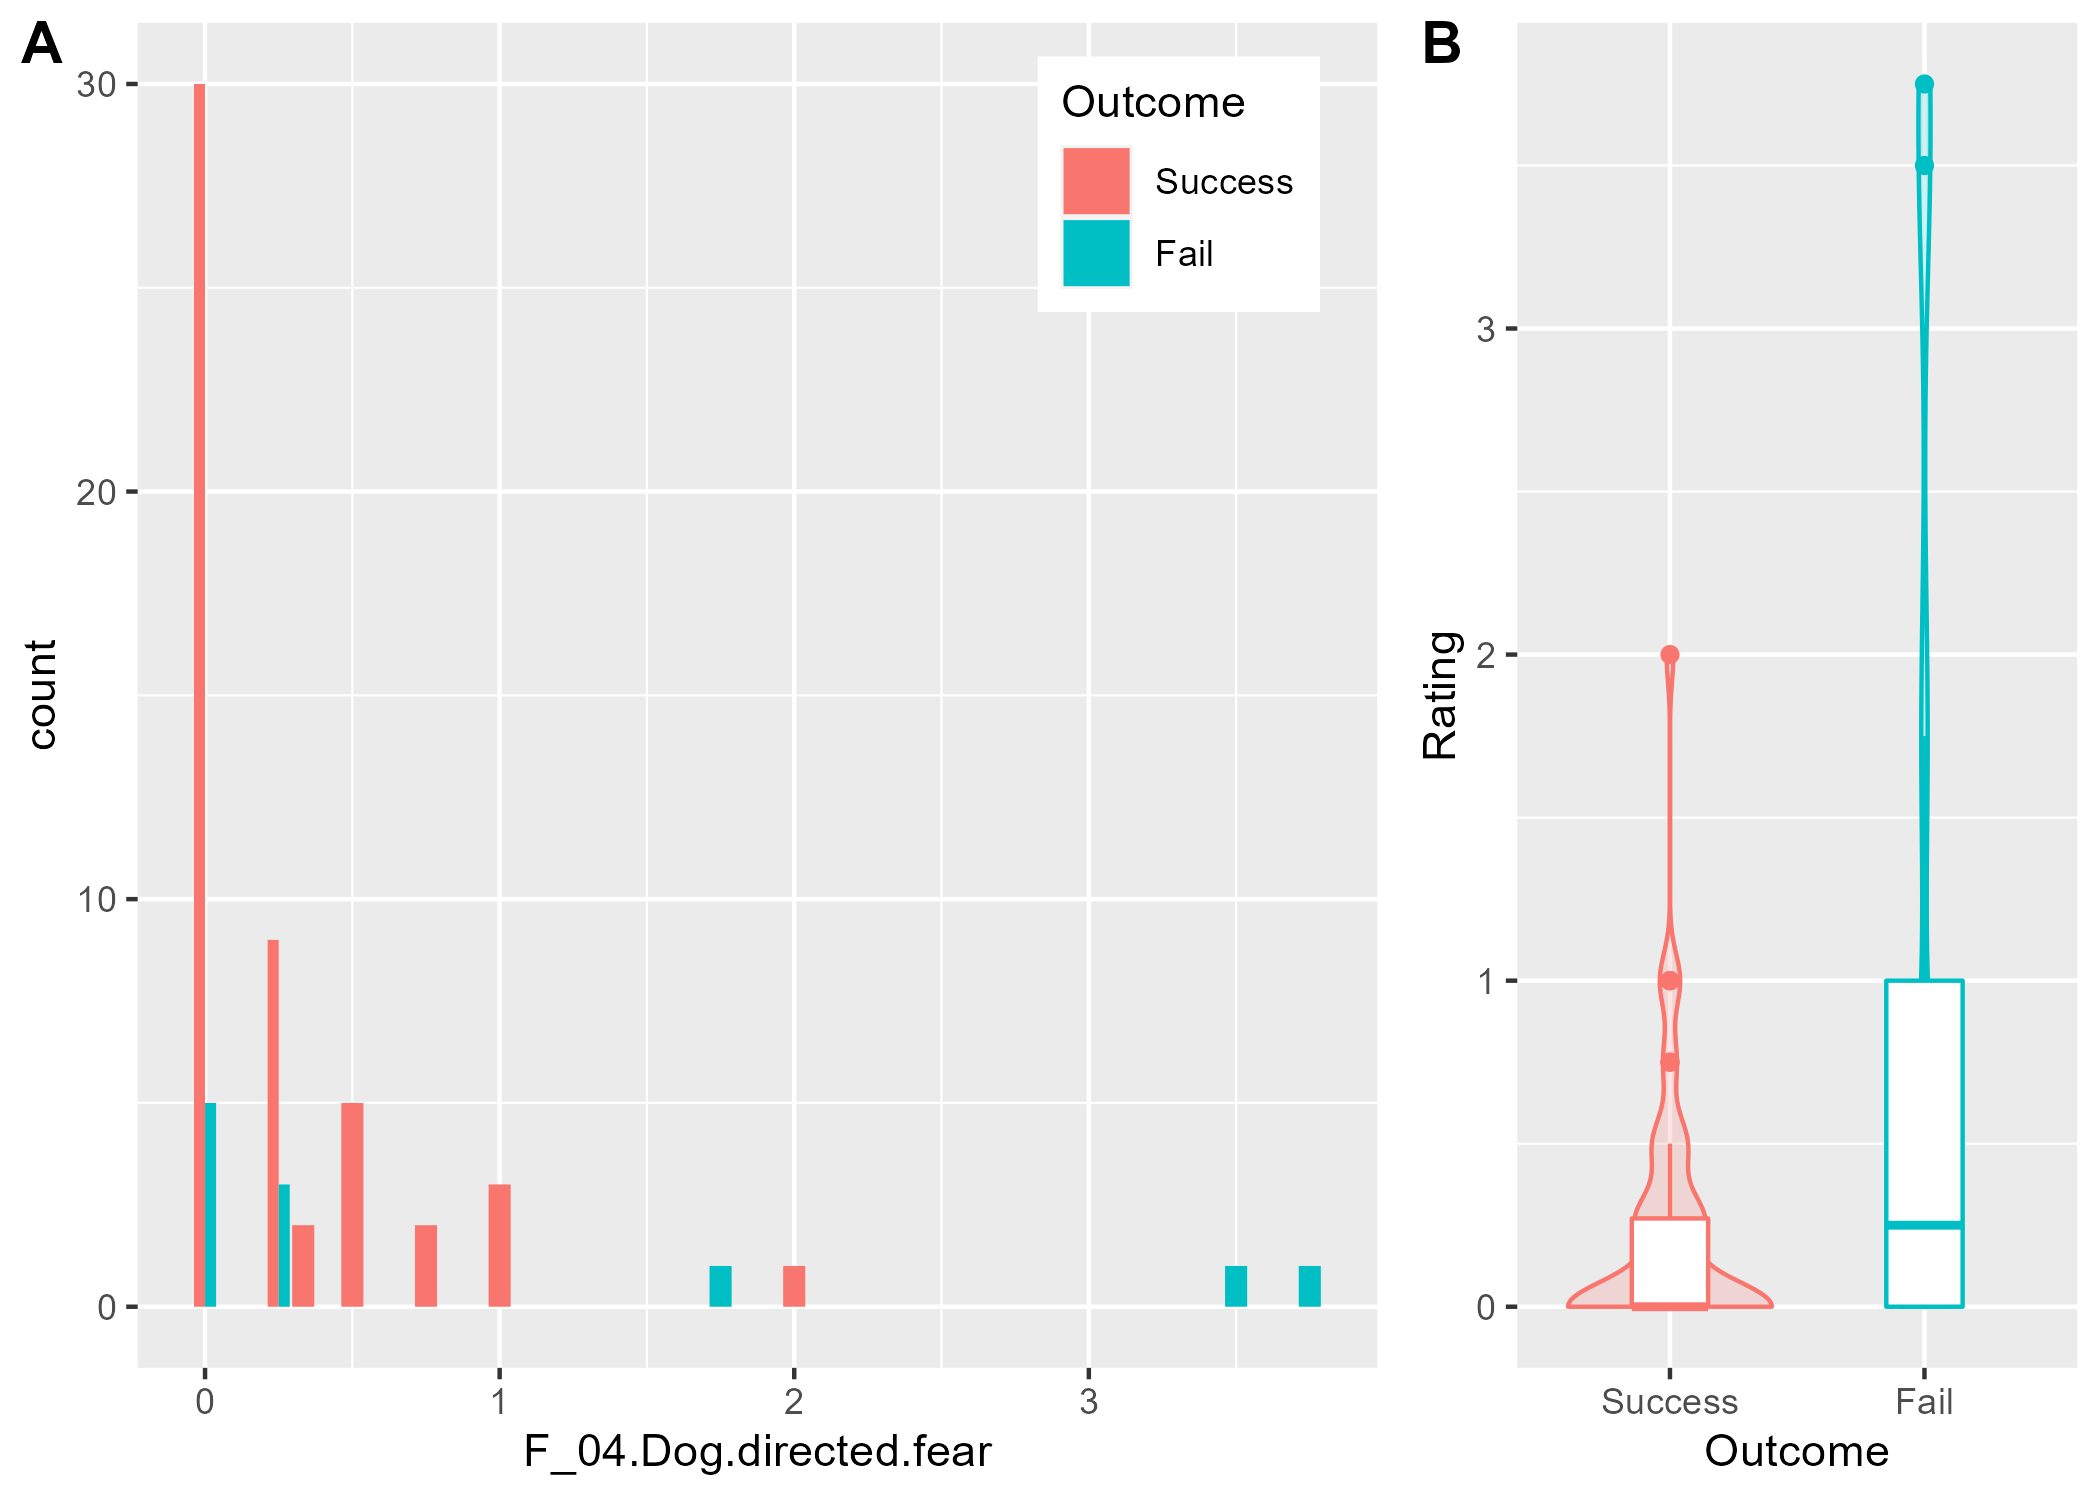 A
30
20
10
0
count
0 1 2 3
F_04.Dog.directed.fear
Outcome
Success
Fail
B
3
2
1
0
Rating
Success Fail
Outcome